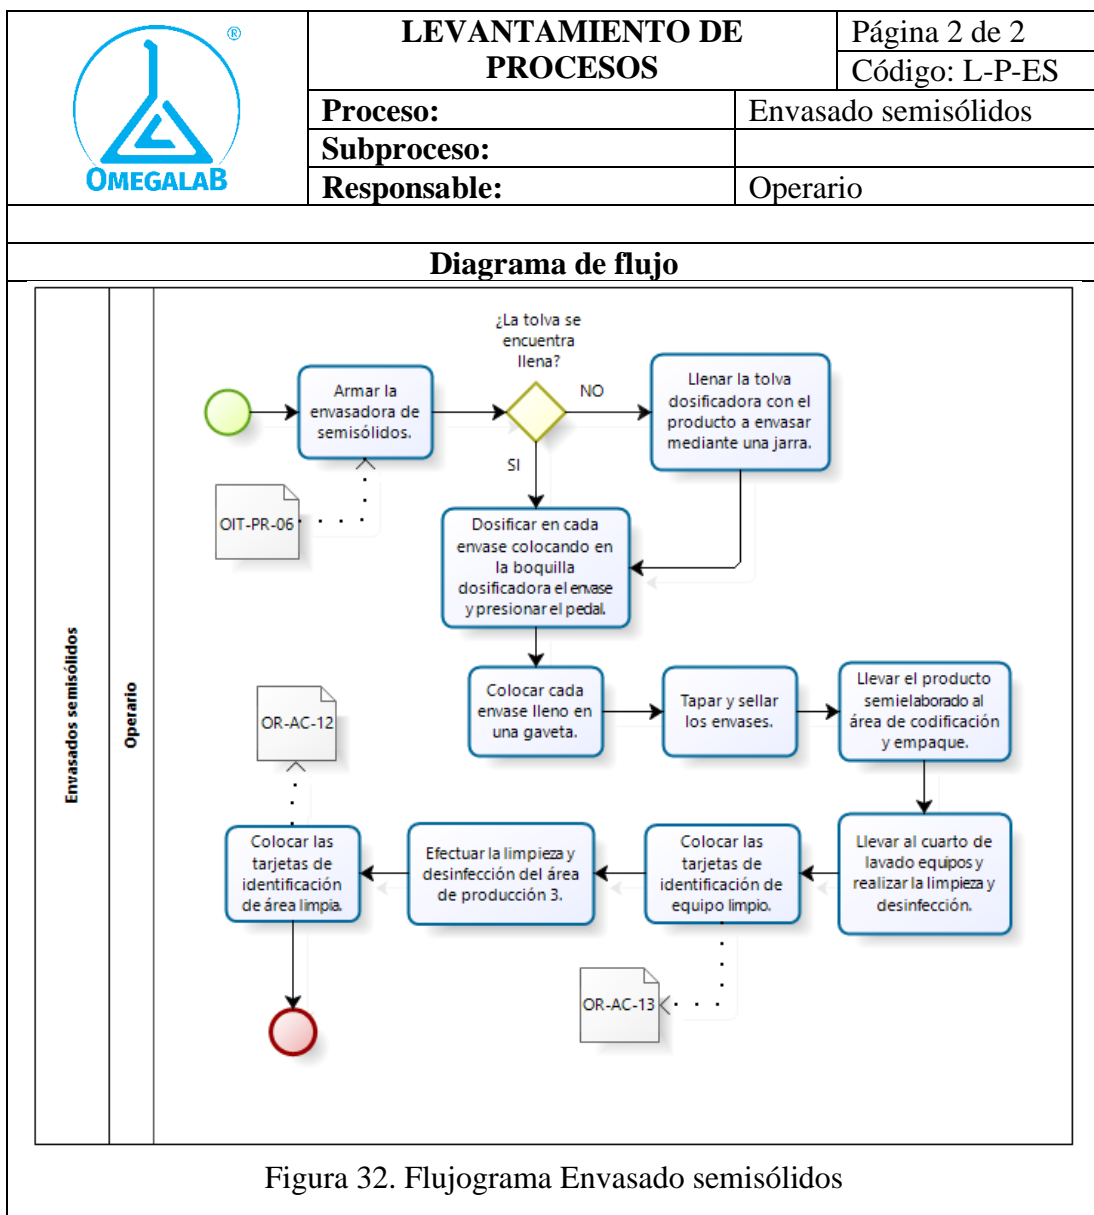 ®
OMEGALAB
LEVANTAMIENTO DE
PROCESOS
Página 2 de 2
Código: L-P-ES
Proceso:
Envasado semisólidos
Subproceso:
Responsable:
Operario
Diagrama de flujo
Envasados semisólidos
Operario
Armar la
envasadora de
semisólidos.
OIT-PR-06
¿La tolva se
encuentra
llena?
NO
SI
Llenar la tolva
dosificadora con el
producto a envasar
mediante una jarra.
Dosificar en cada
envase colocando en
la boquilla
dosificadora el envase
y presionar el pedal.
Colocar cada
envase lleno en
una gaveta.
Tapar y sellar
los envases.
Llevar el producto
semielaborado al
área de codificación
y empaque.
Llevar al cuarto de
lavado equipos y
realizar la limpieza y
desinfección.
Colocar las
tarjetas de
identificación de
equipo limpio.
OR-AC-13
Efectuar la limpieza y
desinfección del área
de producción 3.
Colocar las
tarjetas de
identificación
de área limpia.
OR-AC-12
Figura 32. Flujograma Envasado semisólidos